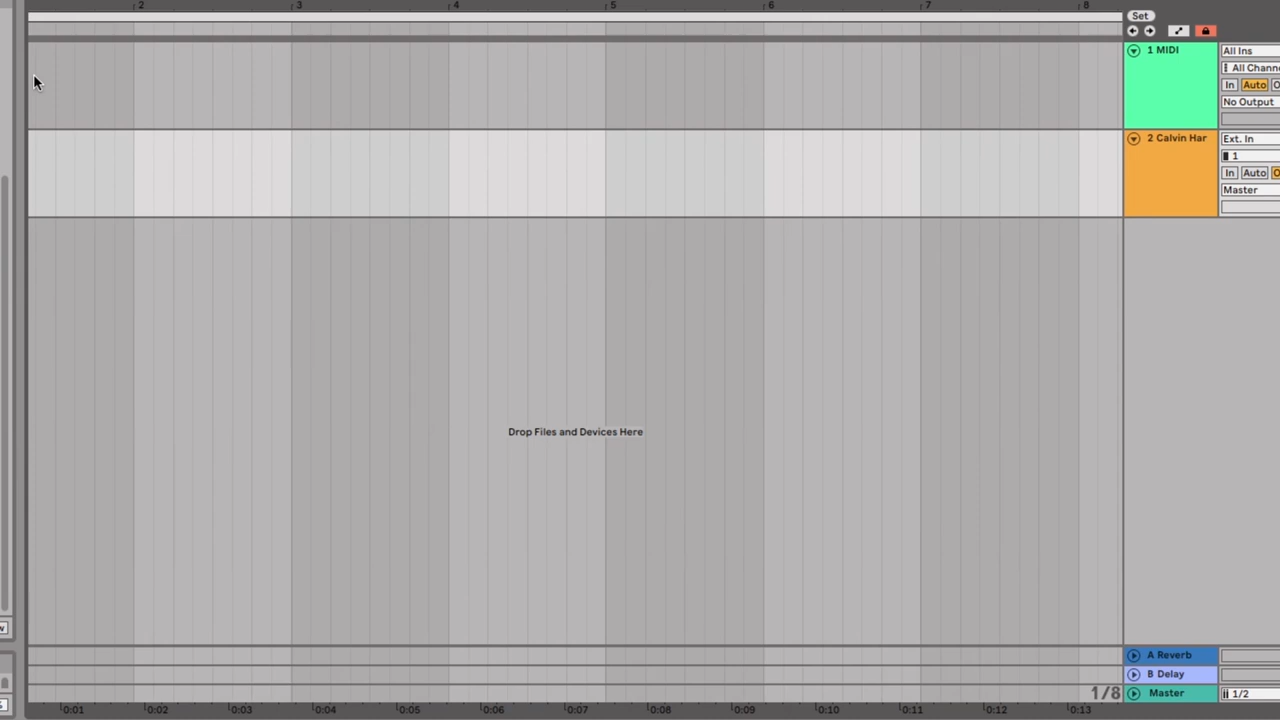 2 3 4 5 6 7 8
Set
1 MIDI
All Ins
All Chann
In Auto
No Output
2 Calvin Har
Ext. In
1
In Auto
Master
Drop Files and Devices Here
A Reverb
B Delay
1/8
Master
1/2
0:01 0:02 0:03 0:04 0:05 0:06 0:07 0:08 0:09 0:10 0:11 0:12 0:13